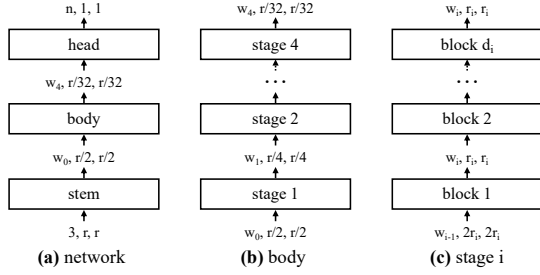 n, 1, 1
head
w₄, r/32, r/32
body
w₀, r/2, r/2
stem
3, r, r
(a) network
w₄, r/32, r/32
stage 4
...
stage 2
w₁, r/4, r/4
stage 1
w₀, r/2, r/2
(b) body
wᵢ, rᵢ, rᵢ
block dᵢ
...
block 2
wᵢ, rᵢ, rᵢ
block 1
wᵢ₋₁, 2rᵢ, 2rᵢ
(c) stage i